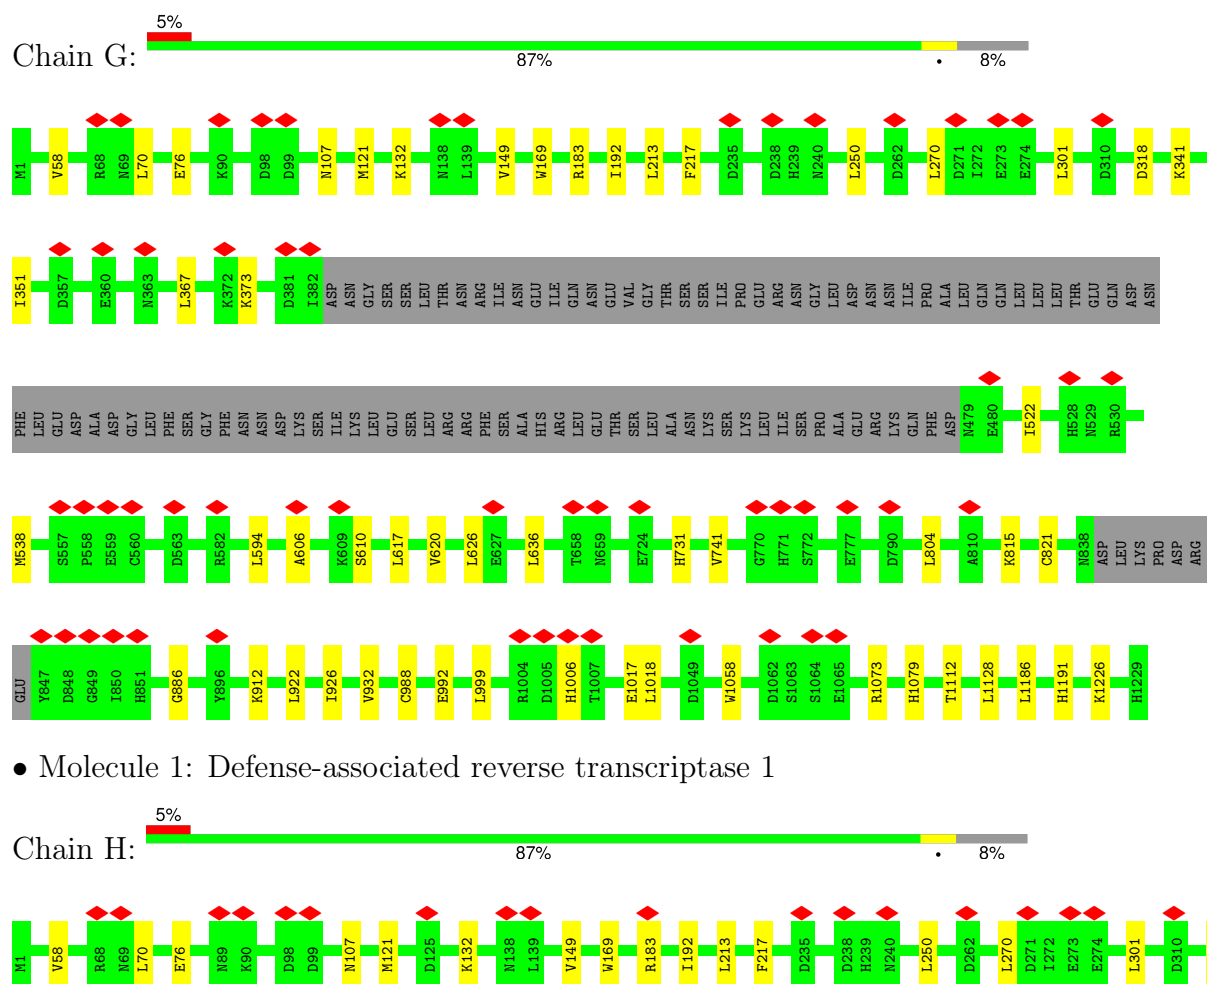 5%
Chain G:
87%
•
8%
M1 V58 R68 N69 L70 E76 K90 D98 D99 N107 M121 K132 N138 L139 V149 W169 R183 I192 L213 F217 D235 D238 H239 N240 L250 D262 L270 D271 I272 E273 E274 L301 D310 D318 K341
I351 D357 E360 N363 L367 K372 K373 D381 I382 ASP ASN GLY SER SER LEU THR ASN ARG ILE ASN GLU ILE GLN ASN GLU VAL GLY THR SER SER ILE PRO GLU ARG ASN GLY LEU ASP ASN ASN ILE PRO ALA LEU GLN GLN LEU LEU LEU THR GLU GLN ASP ASN
PHE LEU GLU ASP ALA ASP GLY LEU PHE SER GLY PHE ASN ASN ASP LYS SER ILE LYS LEU GLU SER LEU ARG ARG PHE SER ALA HIS ARG LEU GLU THR SER LEU ALA ASN LYS SER LYS LEU ILE SER PRO ALA GLU ARG LYS GLN PHE ASP N479 E480 I522 H528 N529 R530
M538 S557 P558 E559 C560 D563 R582 L594 A606 K609 S610 L617 V620 L626 E627 L636 T658 N659 E724 H731 V741 G770 H771 S772 E777 D790 L804 A810 K815 C821 N838 ASP LEU LYS PRO ASP ARG
GLU Y847 D848 G849 I850 H851 G886 Y896 K912 L922 I926 V932 C988 E992 L999 R1004 D1005 H1006 T1007 E1017 L1018 D1049 W1058 D1062 S1063 S1064 E1065 R1073 H1079 T1112 L1128 L1186 H1191 K1226 H1229
• Molecule 1: Defense-associated reverse transcriptase 1
5%
Chain H:
87%
•
8%
M1 V58 R68 N69 L70 E76 N89 K90 D98 D99 N107 M121 D125 K132 N138 L139 V149 W169 R183 I192 L213 F217 D235 D238 H239 N240 L250 D262 L270 D271 I272 E273 E274 L301 D310